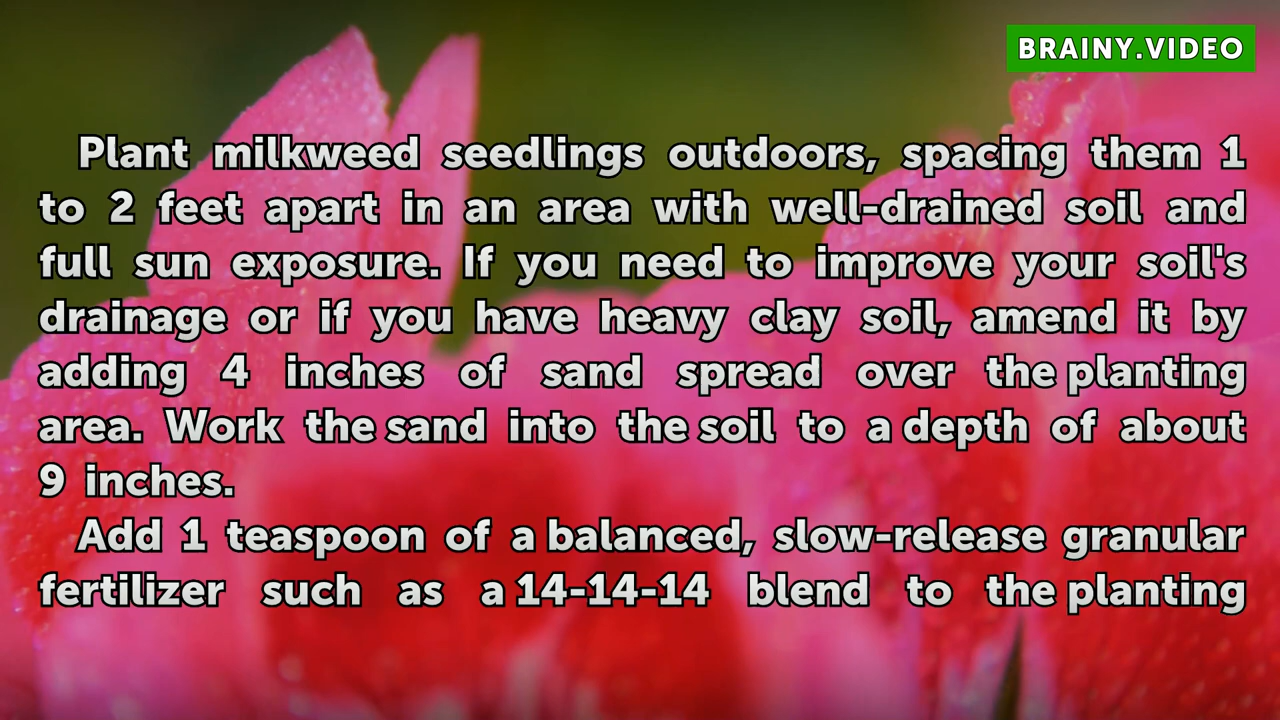 BRAINY.VIDEO
Plant milkweed seedlings outdoors, spacing them 1
to 2 feet apart in an area with well-drained soil and
full sun exposure. If you need to improve your soil's
drainage or if you have heavy clay soil, amend it by
adding 4 inches of sand spread over the planting
area. Work the sand into the soil to a depth of about
9 inches.
Add 1 teaspoon of a balanced, slow-release granular
fertilizer such as a 14-14-14 blend to the planting